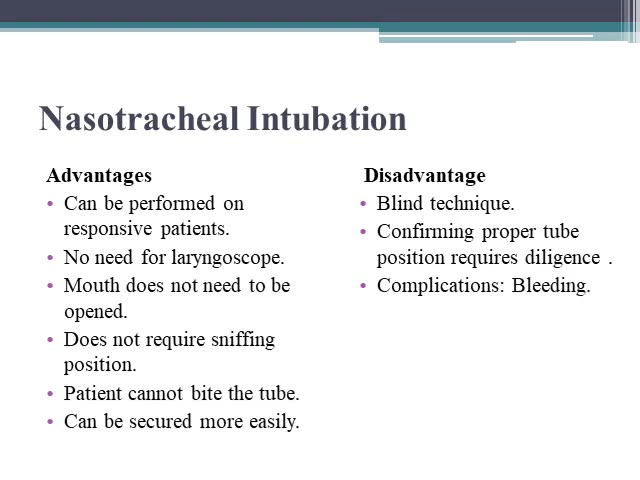 Nasotracheal Intubation
Advantages
• Can be performed on
responsive patients.
• No need for laryngoscope.
• Mouth does not need to be
opened.
• Does not require sniffing
position.
• Patient cannot bite the tube.
• Can be secured more easily.
Disadvantage
• Blind technique.
• Confirming proper tube
position requires diligence .
• Complications: Bleeding.